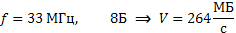 f = 33 МГц, 8Б ⇒ V = 264 МБ/с